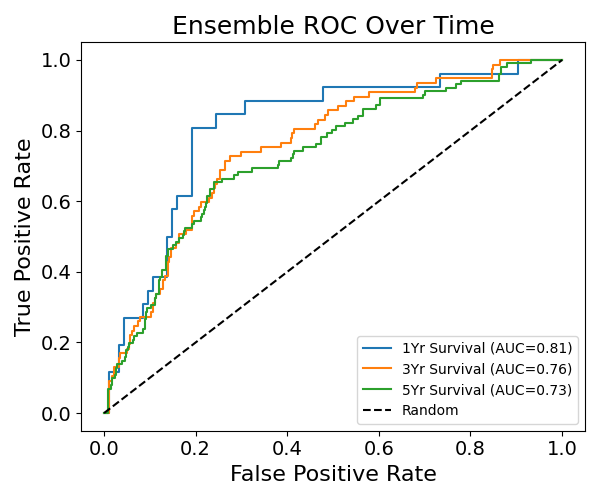 Ensemble ROC Over Time
True Positive Rate
1.0
0.8
0.6
0.4
0.2
0.0
1Yr Survival (AUC=0.81)
3Yr Survival (AUC=0.76)
5Yr Survival (AUC=0.73)
Random
0.0 0.2 0.4 0.6 0.8 1.0
False Positive Rate